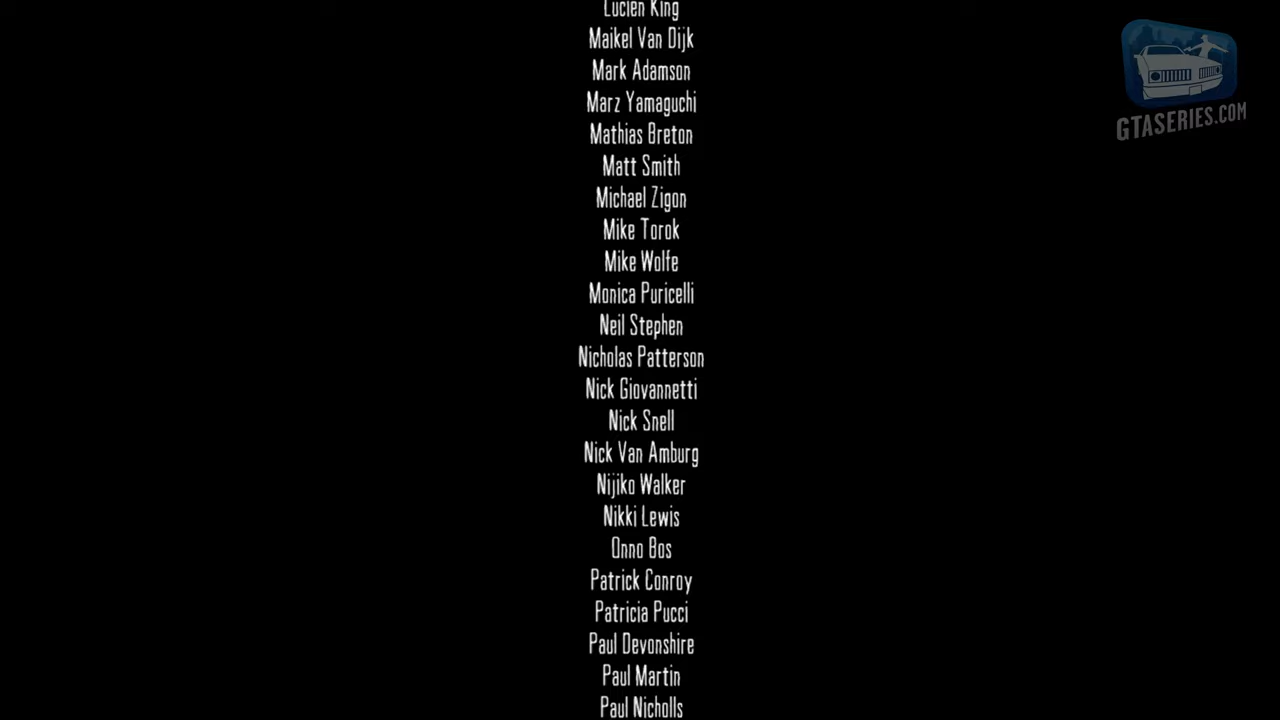 Lucien King
Maikel Van Dijk
Mark Adamson
Marz Yamaguchi
Mathias Breton
Matt Smith
Michael Zigon
Mike Torok
Mike Wolfe
Monica Puricelli
Neil Stephen
Nicholas Patterson
Nick Giovannetti
Nick Snell
Nick Van Amburg
Nijiko Walker
Nikki Lewis
Onno Bos
Patrick Conroy
Patricia Pucci
Paul Devonshire
Paul Martin
Paul Nicholls
GTASERIES.COM